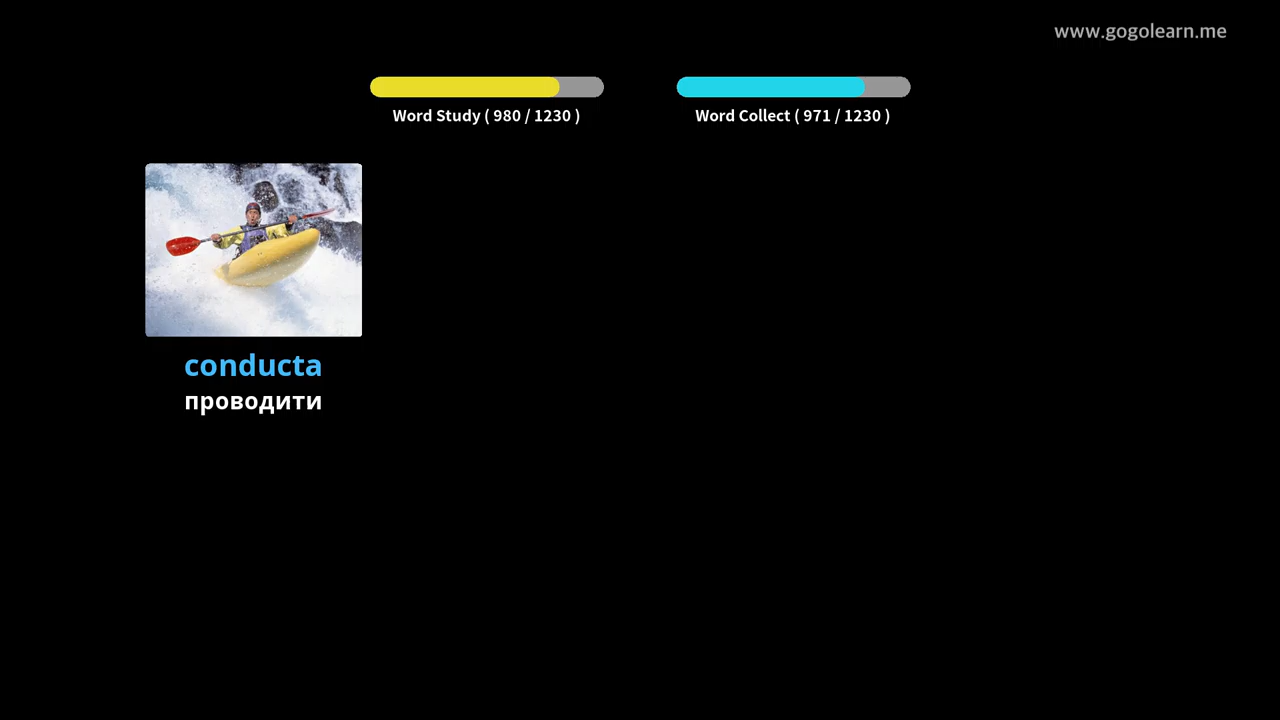 www.gogolearn.me
Word Study ( 980 / 1230 )
Word Collect ( 971 / 1230 )
conducta
проводити